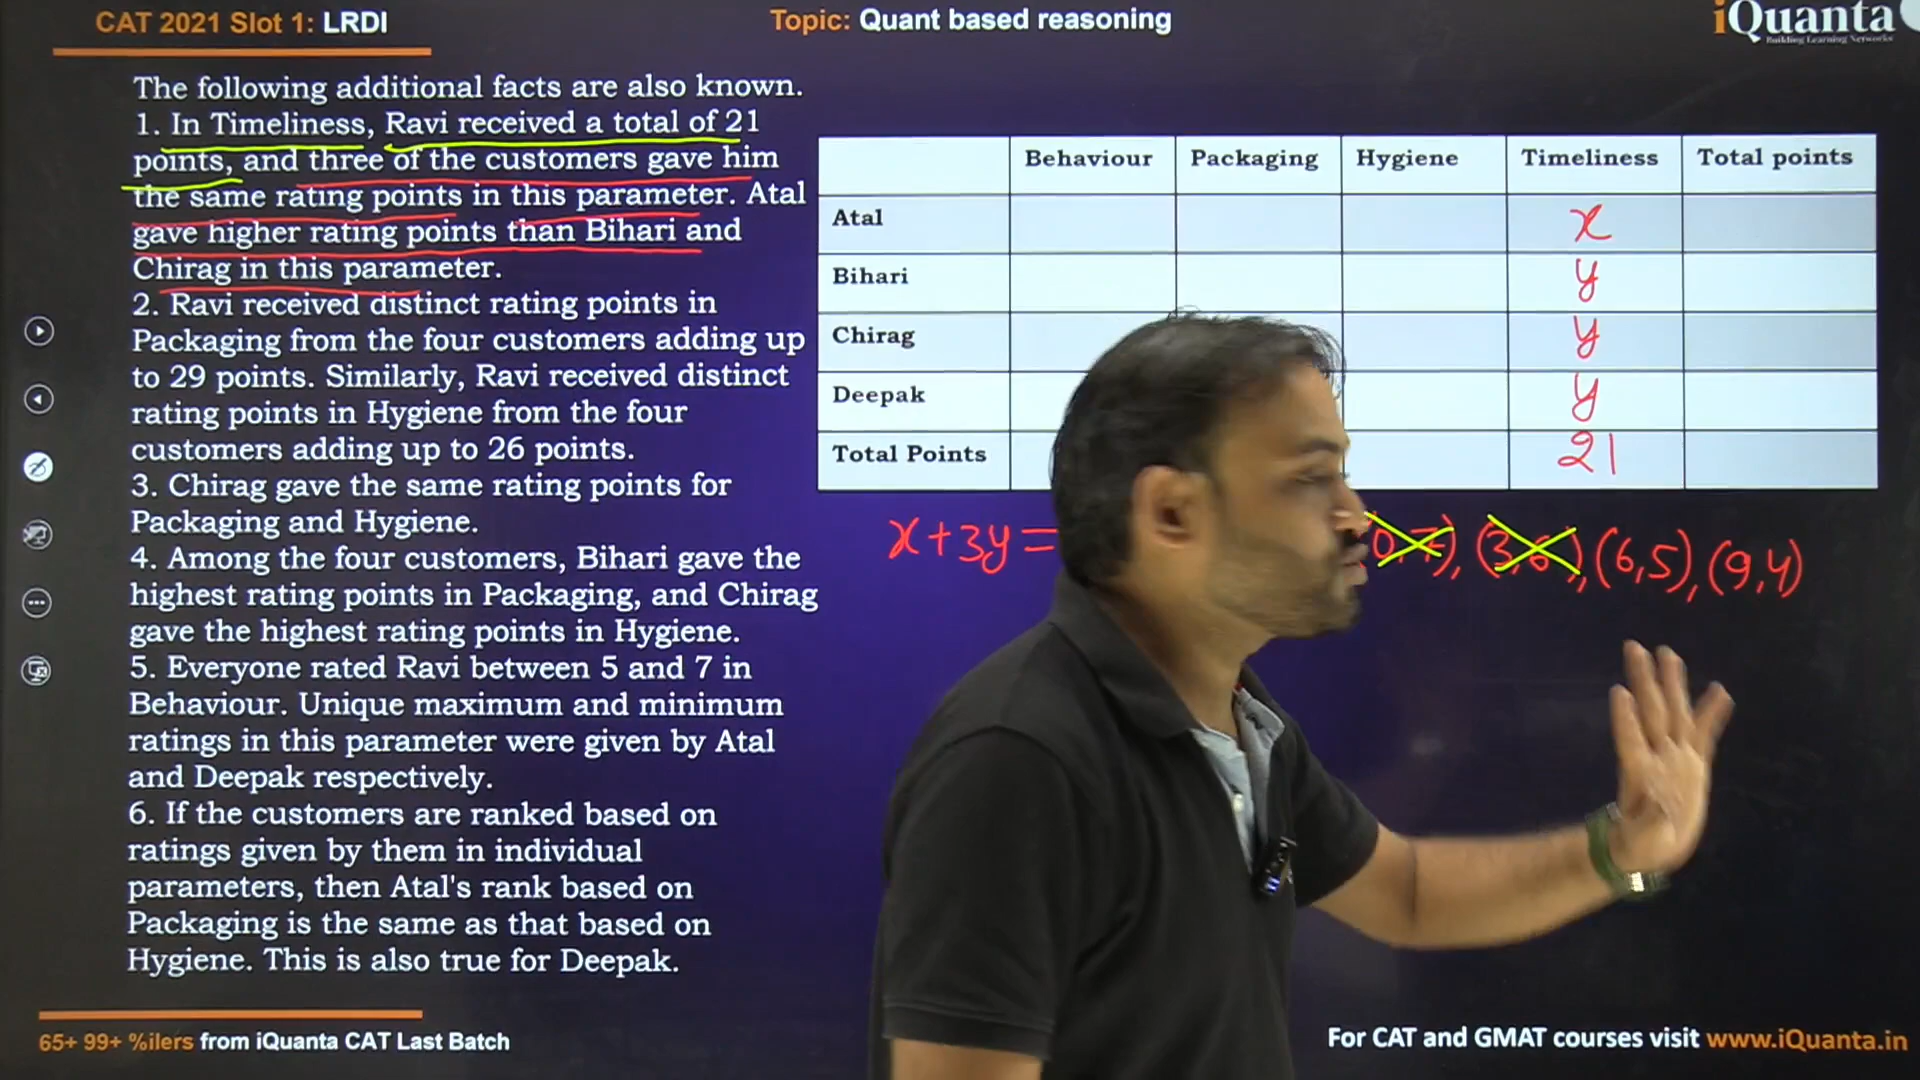 CAT 2021 Slot 1: LRDI
Topic: Quant based reasoning
iQuanta
Building Learning Networks
The following additional facts are also known.
1. In Timeliness, Ravi received a total of 21
points, and three of the customers gave him
the same rating points in this parameter. Atal
gave higher rating points than Bihari and
Chirag in this parameter.
2. Ravi received distinct rating points in
Packaging from the four customers adding up
to 29 points. Similarly, Ravi received distinct
rating points in Hygiene from the four
customers adding up to 26 points.
3. Chirag gave the same rating points for
Packaging and Hygiene.
4. Among the four customers, Bihari gave the
highest rating points in Packaging, and Chirag
gave the highest rating points in Hygiene.
5. Everyone rated Ravi between 5 and 7 in
Behaviour. Unique maximum and minimum
ratings in this parameter were given by Atal
and Deepak respectively.
6. If the customers are ranked based on
ratings given by them in individual
parameters, then Atal's rank based on
Packaging is the same as that based on
Hygiene. This is also true for Deepak.
Behaviour Packaging Hygiene Timeliness Total points
Atal x
Bihari y
Chirag y
Deepak y
Total Points 21
x+3y= (3,6), (6,5), (9,4)
65+ 99+ %ilers from iQuanta CAT Last Batch
For CAT and GMAT courses visit www.iQuanta.in